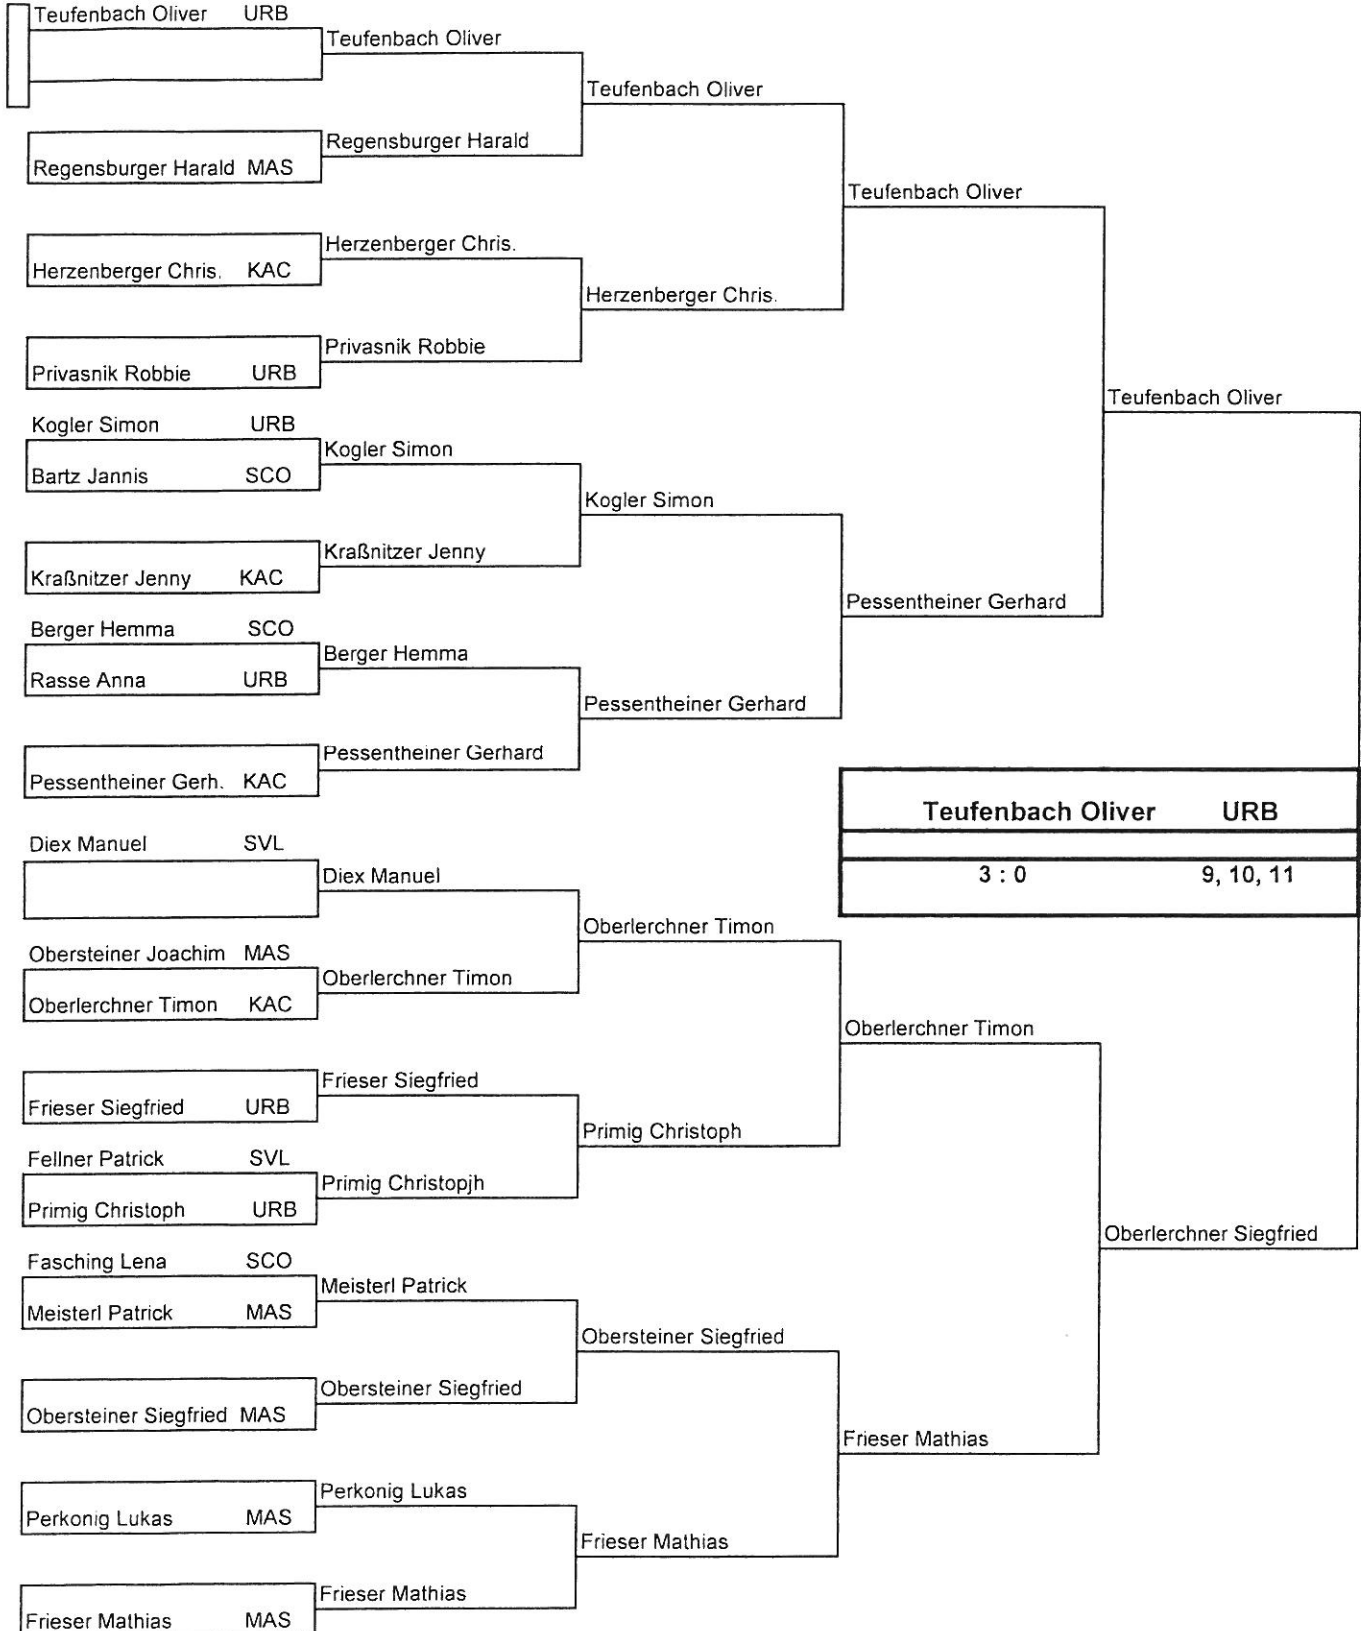 Teufenbach Oliver URB
Teufenbach Oliver
Teufenbach Oliver
Regensburger Harald
Regensburger Harald MAS
Teufenbach Oliver
Herzenberger Chris.
Herzenberger Chris. KAC
Herzenberger Chris.
Privasnik Robbie
Privasnik Robbie URB
Teufenbach Oliver
Kogler Simon URB
Kogler Simon
Bartz Jannis SCO
Kogler Simon
Kraßnitzer Jenny
Kraßnitzer Jenny KAC
Pessentheiner Gerhard
Berger Hemma SCO
Berger Hemma
Rasse Anna URB
Pessentheiner Gerhard
Pessentheiner Gerhard
Pessentheiner Gerh. KAC
Teufenbach Oliver URB
Diex Manuel SVL
Diex Manuel
3 : 0 9, 10, 11
Oberlerchner Timon
Obersteiner Joachim MAS
Oberlerchner Timon
Oberlerchner Timon KAC
Oberlerchner Timon
Frieser Siegfried
Frieser Siegfried URB
Primig Christoph
Fellner Patrick SVL
Primig Christopjh
Primig Christoph URB
Oberlerchner Siegfried
Fasching Lena SCO
Meisterl Patrick
Meisterl Patrick MAS
Obersteiner Siegfried
Obersteiner Siegfried
Obersteiner Siegfried MAS
Frieser Mathias
Perkonig Lukas
Perkonig Lukas MAS
Frieser Mathias
Frieser Mathias
Frieser Mathias MAS